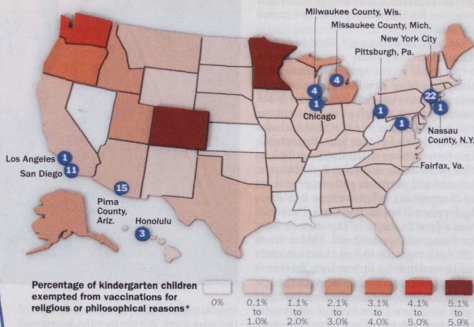 Milwaukee County, Wis.
Missaukee County, Mich.
New York City
Pittsburgh, Pa.
4
4
1
Chicago
1
22
1
1
Nassau
County, N.Y.
Fairfax, Va.
Los Angeles 1
San Diego 11
15
Pima
County,
Ariz.
Honolulu
3
Percentage of kindergarten children
exempted from vaccinations for
religious or philosophical reasons*
0%
0.1%
to
1.0%
1.1%
to
2.0%
2.1%
to
3.0%
3.1%
to
4.0%
4.1%
to
5.0%
5.1%
to
5.9%